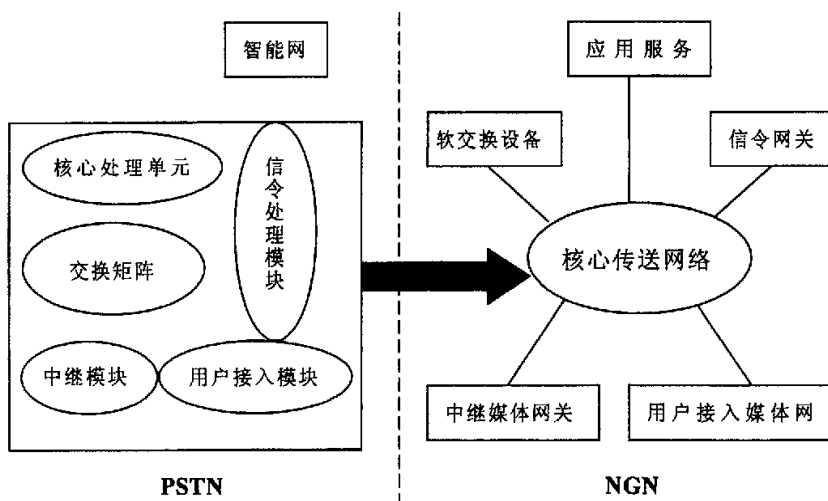 智能网
核心处理单元
信令处理模块
交换矩阵
中继模块
用户接入模块
PSTN
应用服务
软交换设备
信令网关
核心传送网络
中继媒体网关
用户接入媒体网
NGN